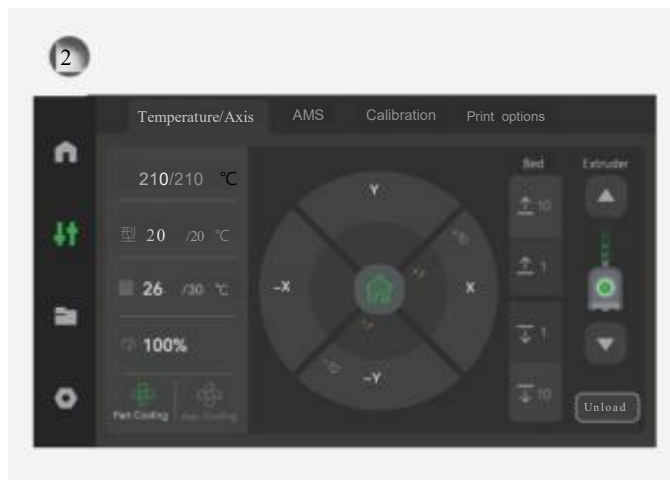 2
Temperature/Axis AMS Calibration Print options
210/210 ℃
型 20 /20 ℃
26 /30 ℃
100%
Part Cooling
Y
-X X
-Y
Bed Extruder
10
1
1
10
Unload